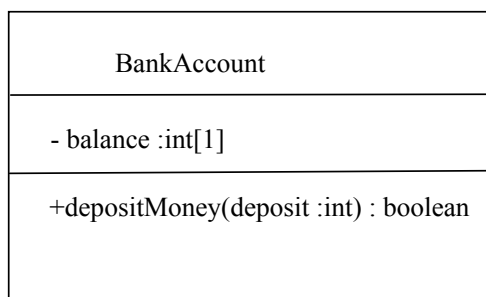 BankAccount
- balance :int[1]
+depositMoney(deposit :int) : boolean